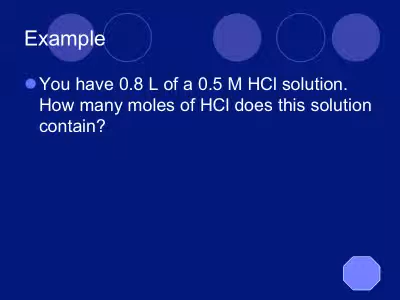 Example
You have 0.8 L of a 0.5 M HCl solution.
How many moles of HCl does this solution
contain?